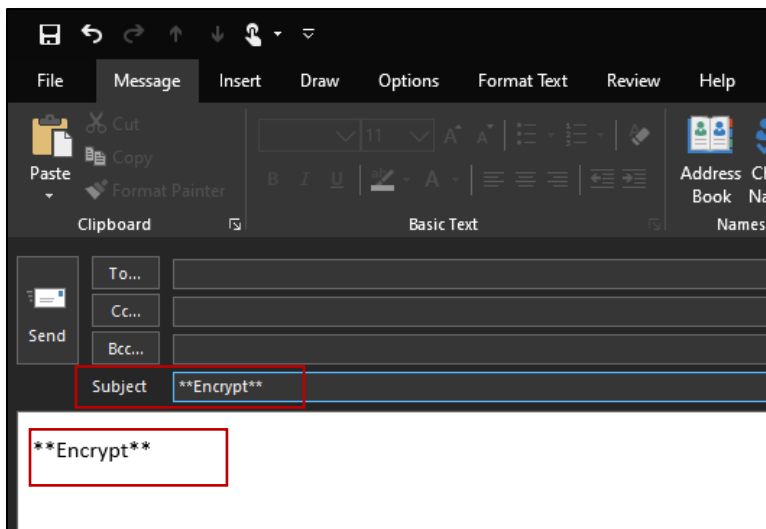 File Message Insert Draw Options Format Text Review Help
Cut
11 A A
Copy
Paste
Format Painter
B I U ab A
Address
Book
Clipboard Basic Text Names
To...
Cc...
Send
Bcc...
Subject **Encrypt**
**Encrypt**